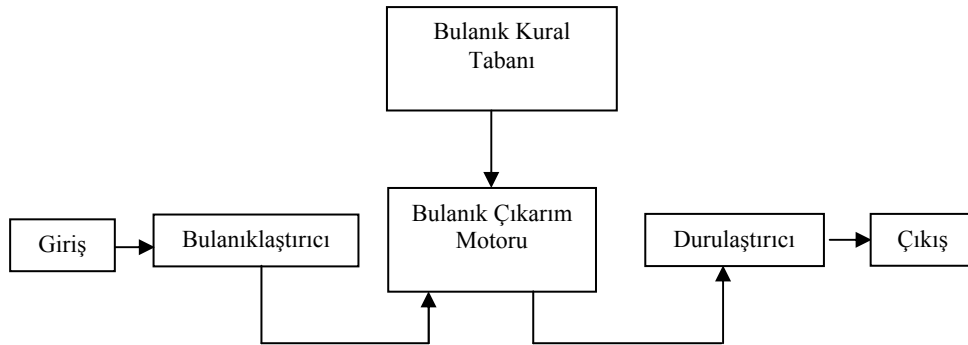 Bulanık Kural
Tabanı
Giriş
Bulanıklaştırıcı
Bulanık Çıkarım
Motoru
Durulaştırıcı
Çıkış